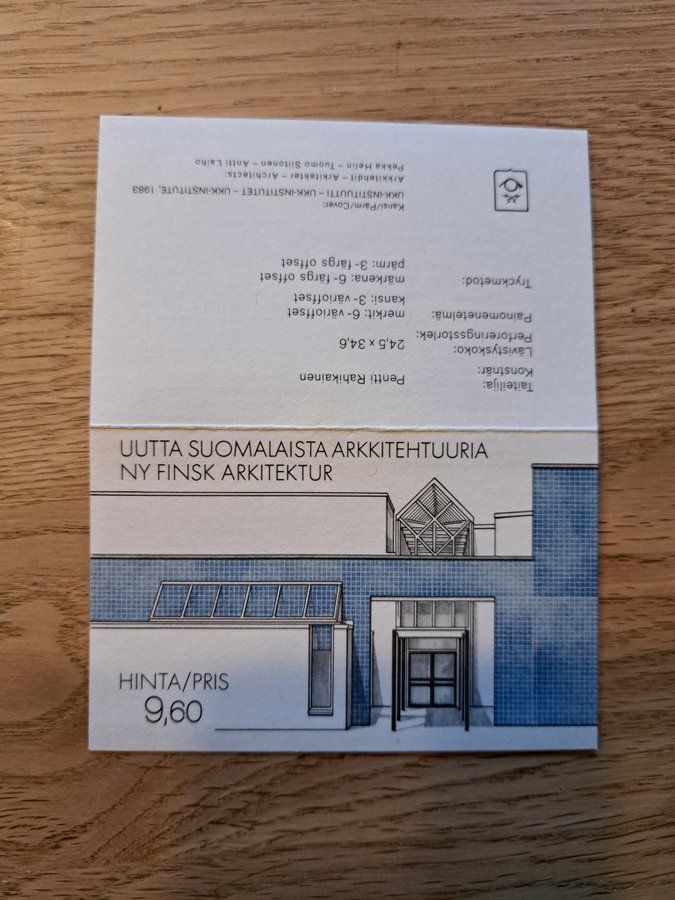 UUTTA SUOMALAISTA ARKKITEHTUURIA
NY FINSK ARKITEKTUR
HINTA/PRIS
9,60
Taiteilija:
Konstnär: Pentti Rahikainen
Lävistyskoko:
Perforeringsstorlek: 24,5 x 34,6
Painomenetelmä: merkit: 6-värioffset
kansi: 3-värioffset
Tryckmetod: märkena: 6-färgs offset
pärm: 3-färgs offset
Kansi/Pärm/Cover:
UKK-INSTITUUTTI – UKK-INSTITUTET – UKK-INSTITUTE, 1983
Arkkitehdit – Arkitekter – Architects:
Pekka Helin – Tuomo Siitonen – Antti Laiho